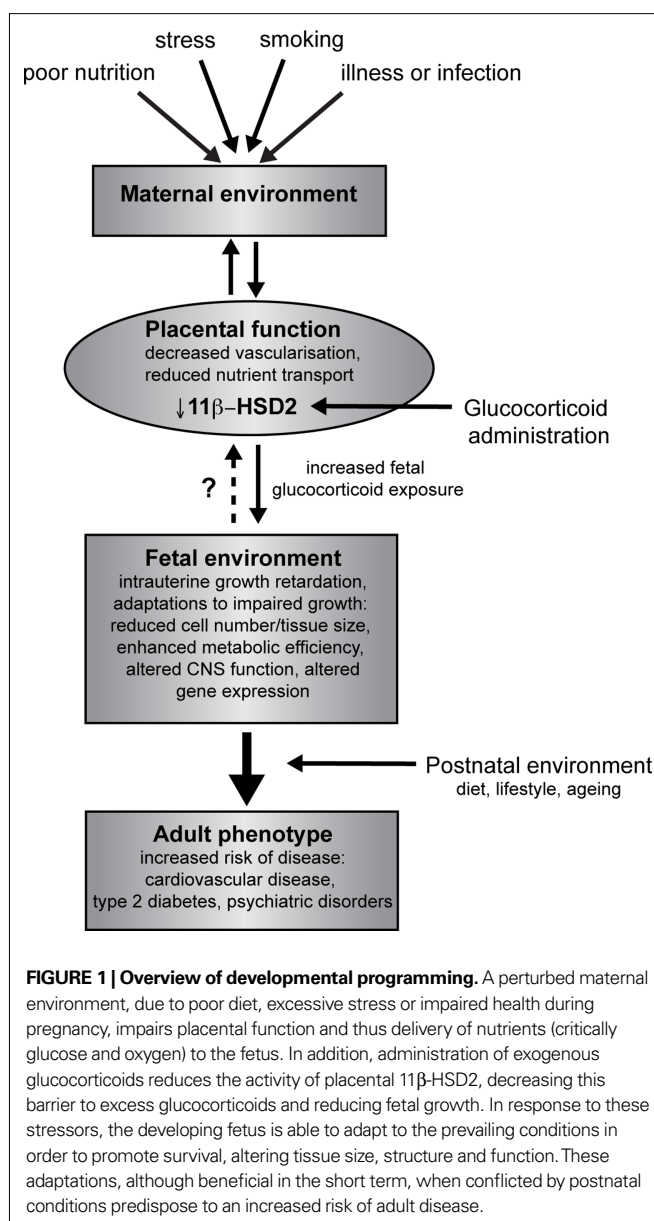 stress
smoking
poor nutrition
illness or infection
Maternal environment
Placental function
decreased vascularisation,
reduced nutrient transport
↓11β–HSD2
Glucocorticoid
administration
?
increased fetal
glucocorticoid exposure
Fetal environment
intrauterine growth retardation,
adaptations to impaired growth:
reduced cell number/tissue size,
enhanced metabolic efficiency,
altered CNS function, altered
gene expression
Postnatal environment
diet, lifestyle, ageing
Adult phenotype
increased risk of disease:
cardiovascular disease,
type 2 diabetes, psychiatric disorders
FIGURE 1 | Overview of developmental programming. A perturbed maternal
environment, due to poor diet, excessive stress or impaired health during
pregnancy, impairs placental function and thus delivery of nutrients (critically
glucose and oxygen) to the fetus. In addition, administration of exogenous
glucocorticoids reduces the activity of placental 11β-HSD2, decreasing this
barrier to excess glucocorticoids and reducing fetal growth. In response to these
stressors, the developing fetus is able to adapt to the prevailing conditions in
order to promote survival, altering tissue size, structure and function. These
adaptations, although beneficial in the short term, when conflicted by postnatal
conditions predispose to an increased risk of adult disease.